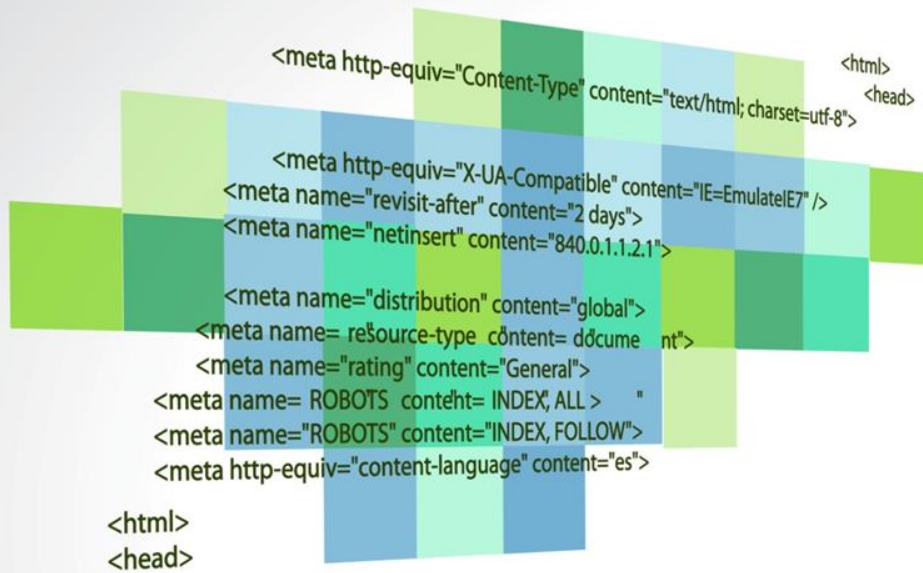 <meta http-equiv="Content-Type" content="text/html; charset=utf-8">
<html>
<head>
<meta http-equiv="X-UA-Compatible" content="IE=EmulateIE7" />
<meta name="revisit-after" content="2 days">
<meta name="netinsert" content="840.0.1.1.2.1">
<meta name="distribution" content="global">
<meta name= resource-type" content= "docume nt">
<meta name="rating" content="General">
<meta name= ROBOTS" content= INDEX", ALL > "
<meta name="ROBOTS" content="INDEX, FOLLOW">
<meta http-equiv="content-language" content="es">
<html>
<head>